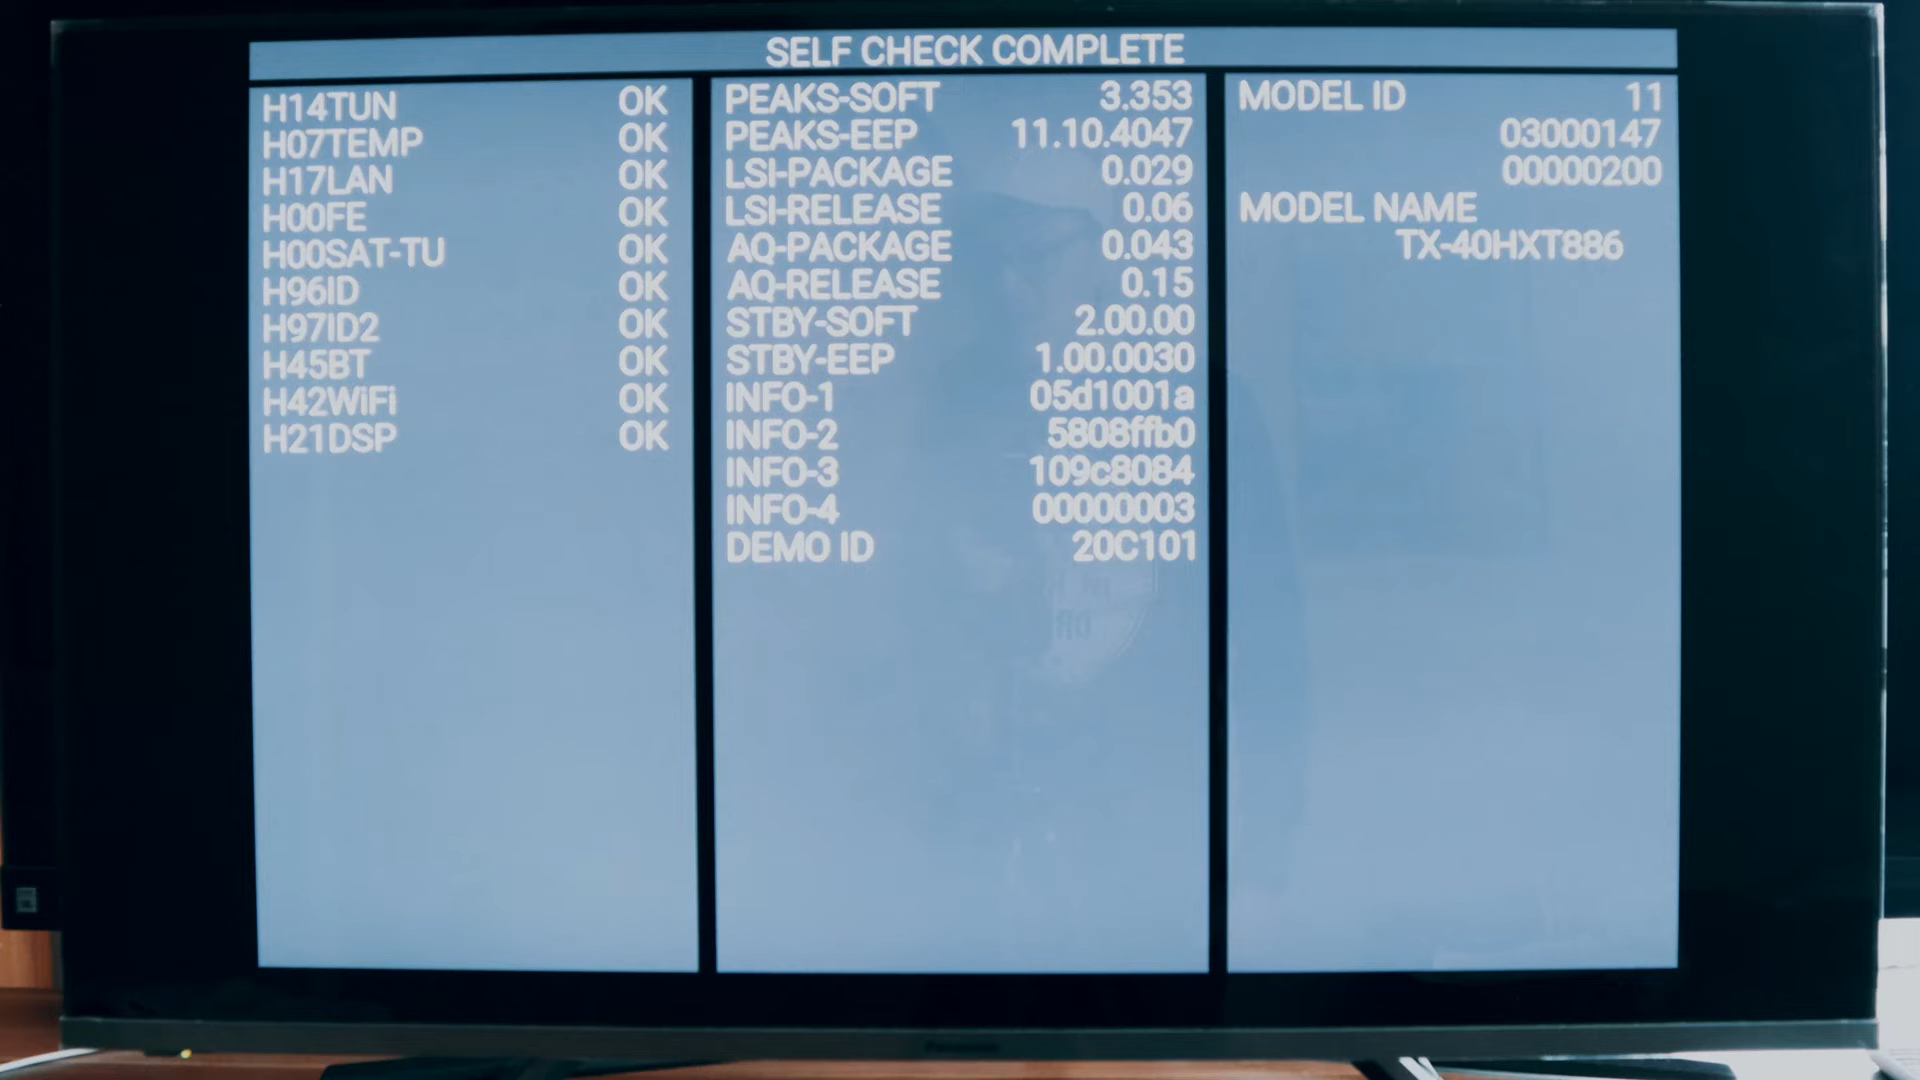 SELF CHECK COMPLETE
H14TUN OK
H07TEMP OK
H17LAN OK
H00FE OK
H00SAT-TU OK
H96ID OK
H97ID2 OK
H45BT OK
H42WiFi OK
H21DSP OK
PEAKS-SOFT 3.353
PEAKS-EEP 11.10.4047
LSI-PACKAGE 0.029
LSI-RELEASE 0.06
AQ-PACKAGE 0.043
AQ-RELEASE 0.15
STBY-SOFT 2.00.00
STBY-EEP 1.00.0030
INFO-1 05d1001a
INFO-2 5808ffb0
INFO-3 109c8084
INFO-4 00000003
DEMO ID 20C101
MODEL ID 11
03000147
00000200
MODEL NAME
TX-40HXT886
Panasonic